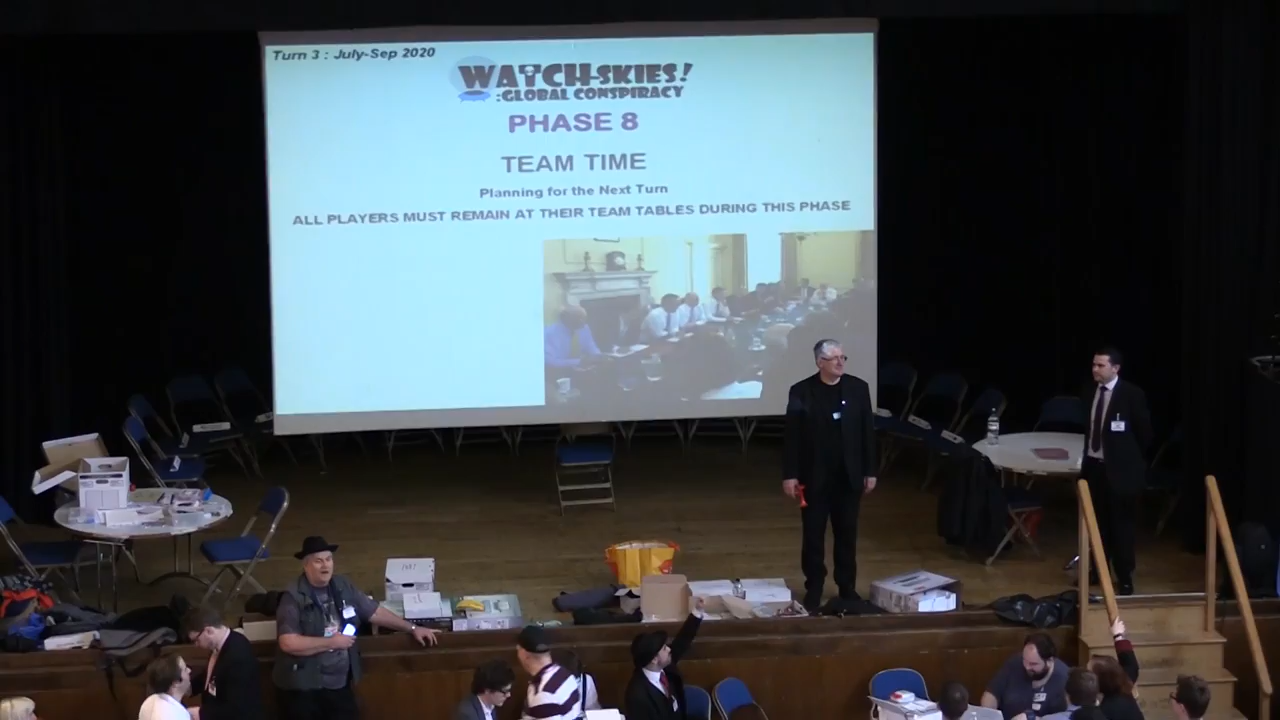 Turn 3 : July-Sep 2020
WATCH SKIES!
:GLOBAL CONSPIRACY
PHASE 8
TEAM TIME
Planning for the Next Turn
ALL PLAYERS MUST REMAIN AT THEIR TEAM TABLES DURING THIS PHASE